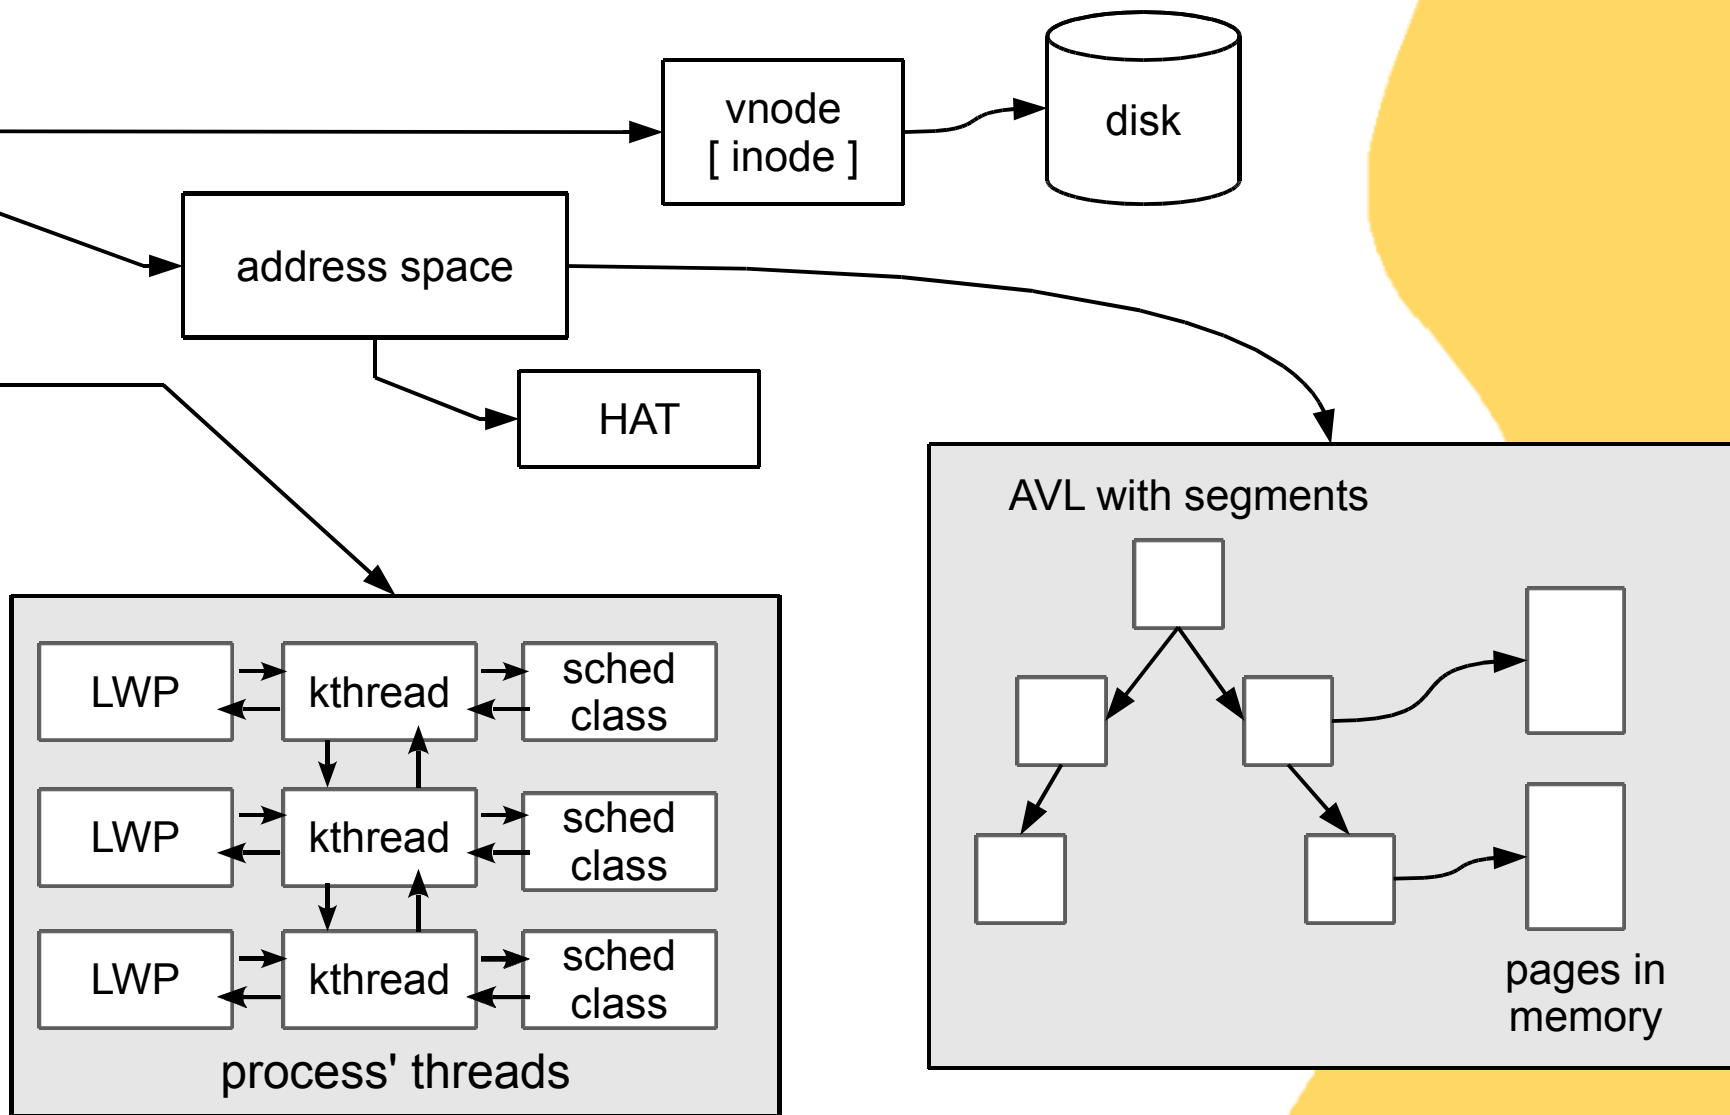 vnode
[ inode ]
disk
address space
HAT
AVL with segments
LWP
kthread
sched
class
LWP
kthread
sched
class
LWP
kthread
sched
class
process' threads
pages in
memory